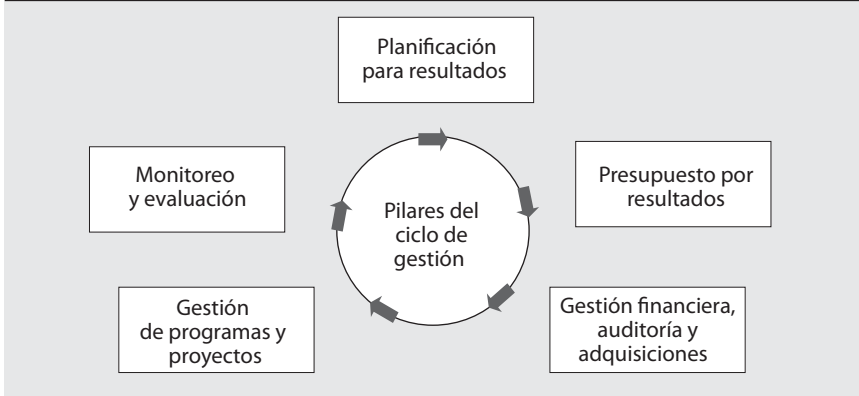 Planificación
para resultados
Presupuesto por
resultados
Gestión financiera,
auditoría y
adquisiciones
Gestión
de programas y
proyectos
Monitoreo
y evaluación
Pilares del
ciclo de
gestión